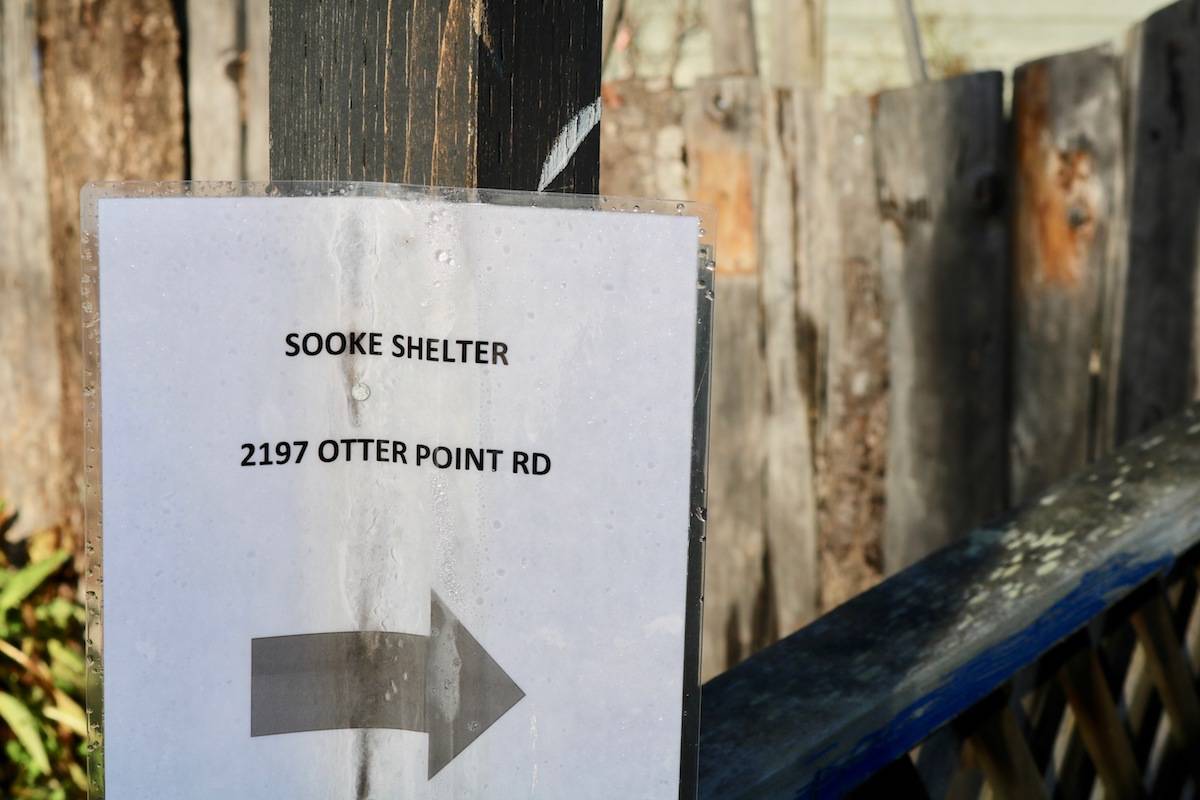 SOOKE SHELTER
2197 OTTER POINT RD